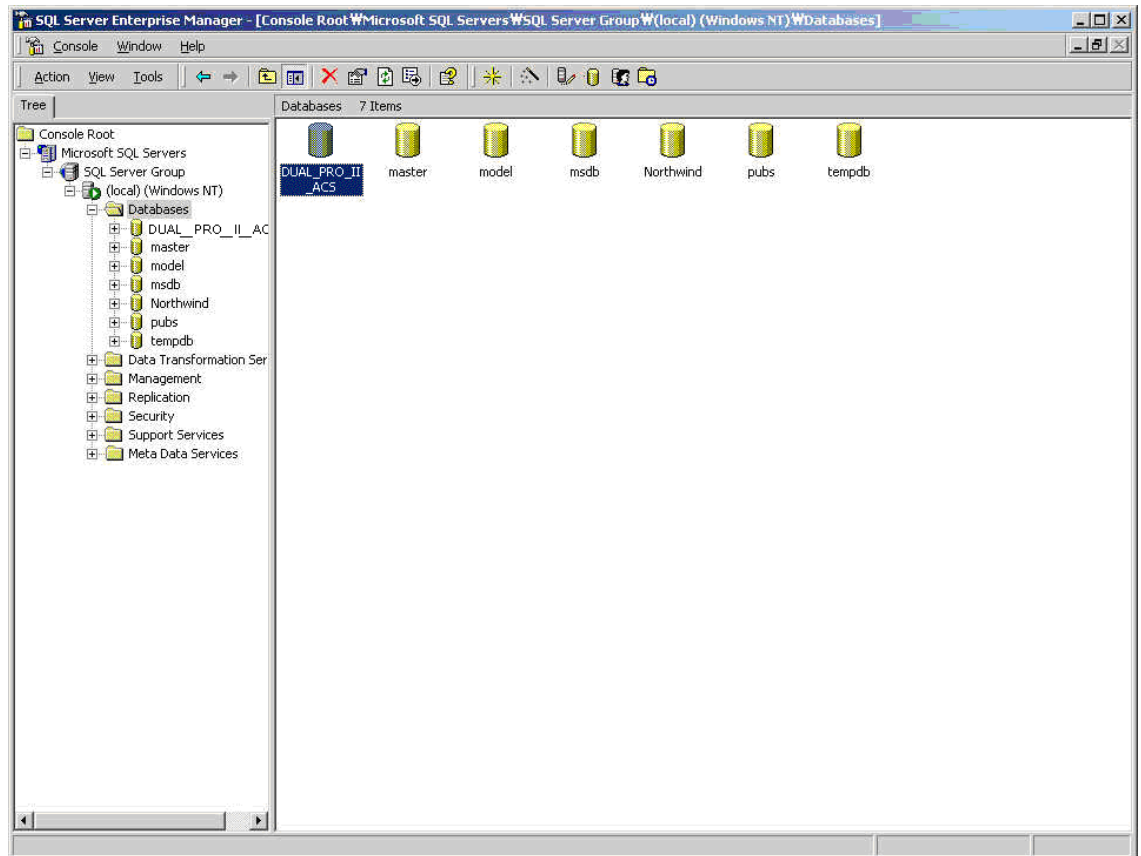 SQL Server Enterprise Manager - [Console Root₩Microsoft SQL Servers₩SQL Server Group₩(local) (Windows NT)₩Databases]
Console Window Help
Action View Tools
Tree
Databases 7 Items
Console Root
Microsoft SQL Servers
SQL Server Group
(local) (Windows NT)
Databases
DUAL_PRO_II_AC
master
model
msdb
Northwind
pubs
tempdb
Data Transformation Ser
Management
Replication
Security
Support Services
Meta Data Services
DUAL_PRO_II
_ACS
master
model
msdb
Northwind
pubs
tempdb